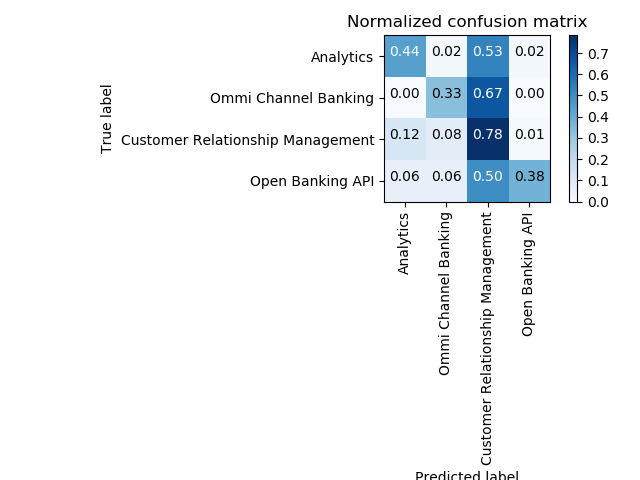 Normalized confusion matrix
True label
Analytics 0.44 0.02 0.53 0.02
Ommi Channel Banking 0.00 0.33 0.67 0.00
Customer Relationship Management 0.12 0.08 0.78 0.01
Open Banking API 0.06 0.06 0.50 0.38
Analytics
Ommi Channel Banking
Customer Relationship Management
Open Banking API
Predicted label
0.7
0.6
0.5
0.4
0.3
0.2
0.1
0.0